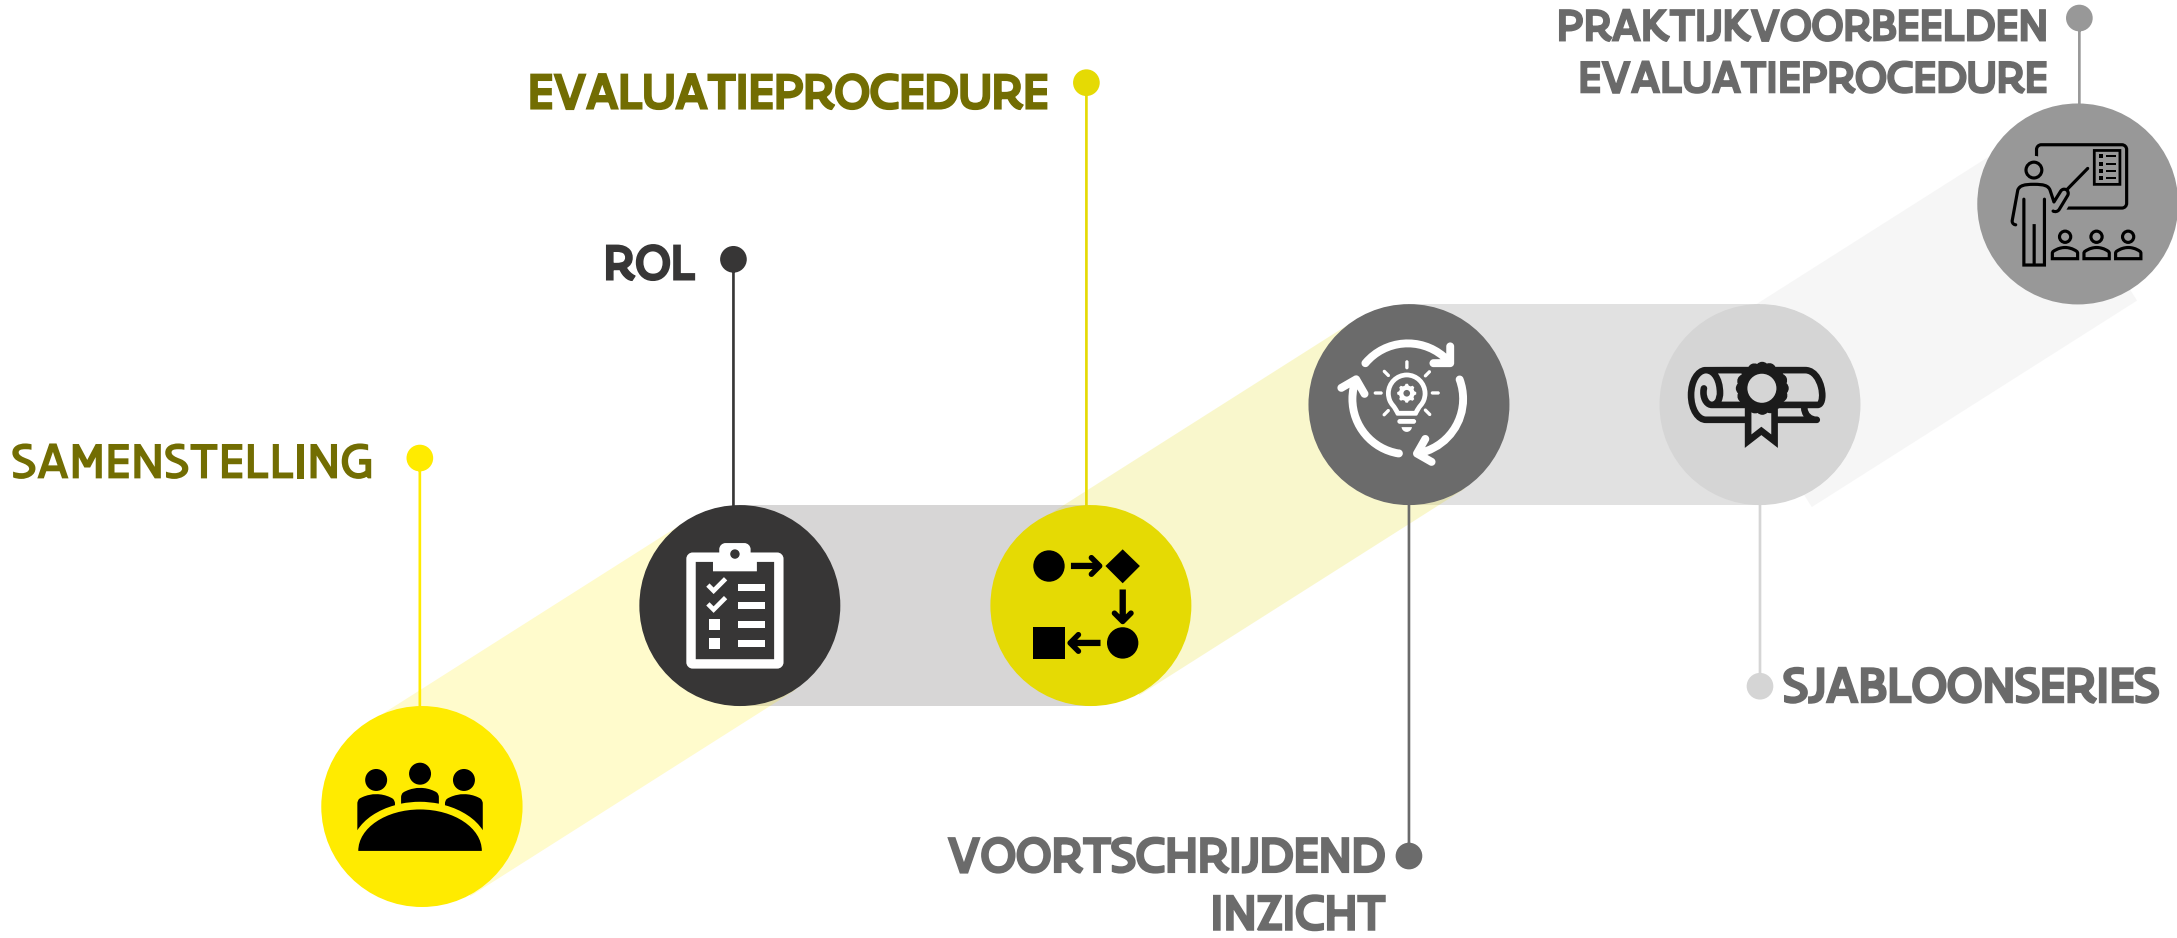 PRAKTIJKVOORBEELDEN
EVALUATIEPROCEDURE
EVALUATIEPROCEDURE
ROL
SAMENSTELLING
SJABLOONSERIES
VOORTSCHRIJDEND
INZICHT